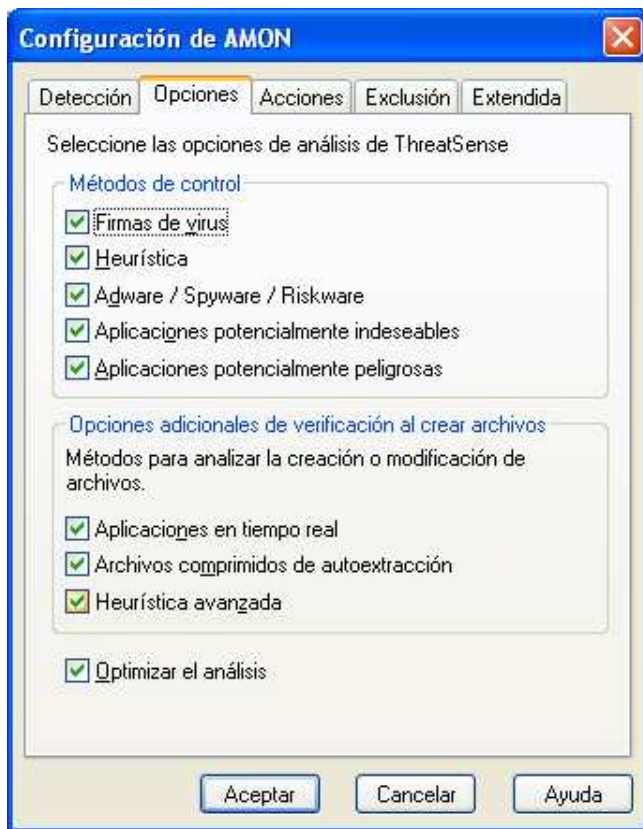 Configuración de AMON
Detección
Opciones
Acciones
Exclusión
Extendida
Seleccione las opciones de análisis de ThreatSense
Métodos de control
Firmas de virus
Heurística
Adware / Spyware / Riskware
Aplicaciones potencialmente indeseables
Aplicaciones potencialmente peligrosas
Opciones adicionales de verificación al crear archivos
Métodos para analizar la creación o modificación de
archivos.
Aplicaciones en tiempo real
Archivos comprimidos de autoextracción
Heurística avanzada
Optimizar el análisis
Aceptar
Cancelar
Ayuda